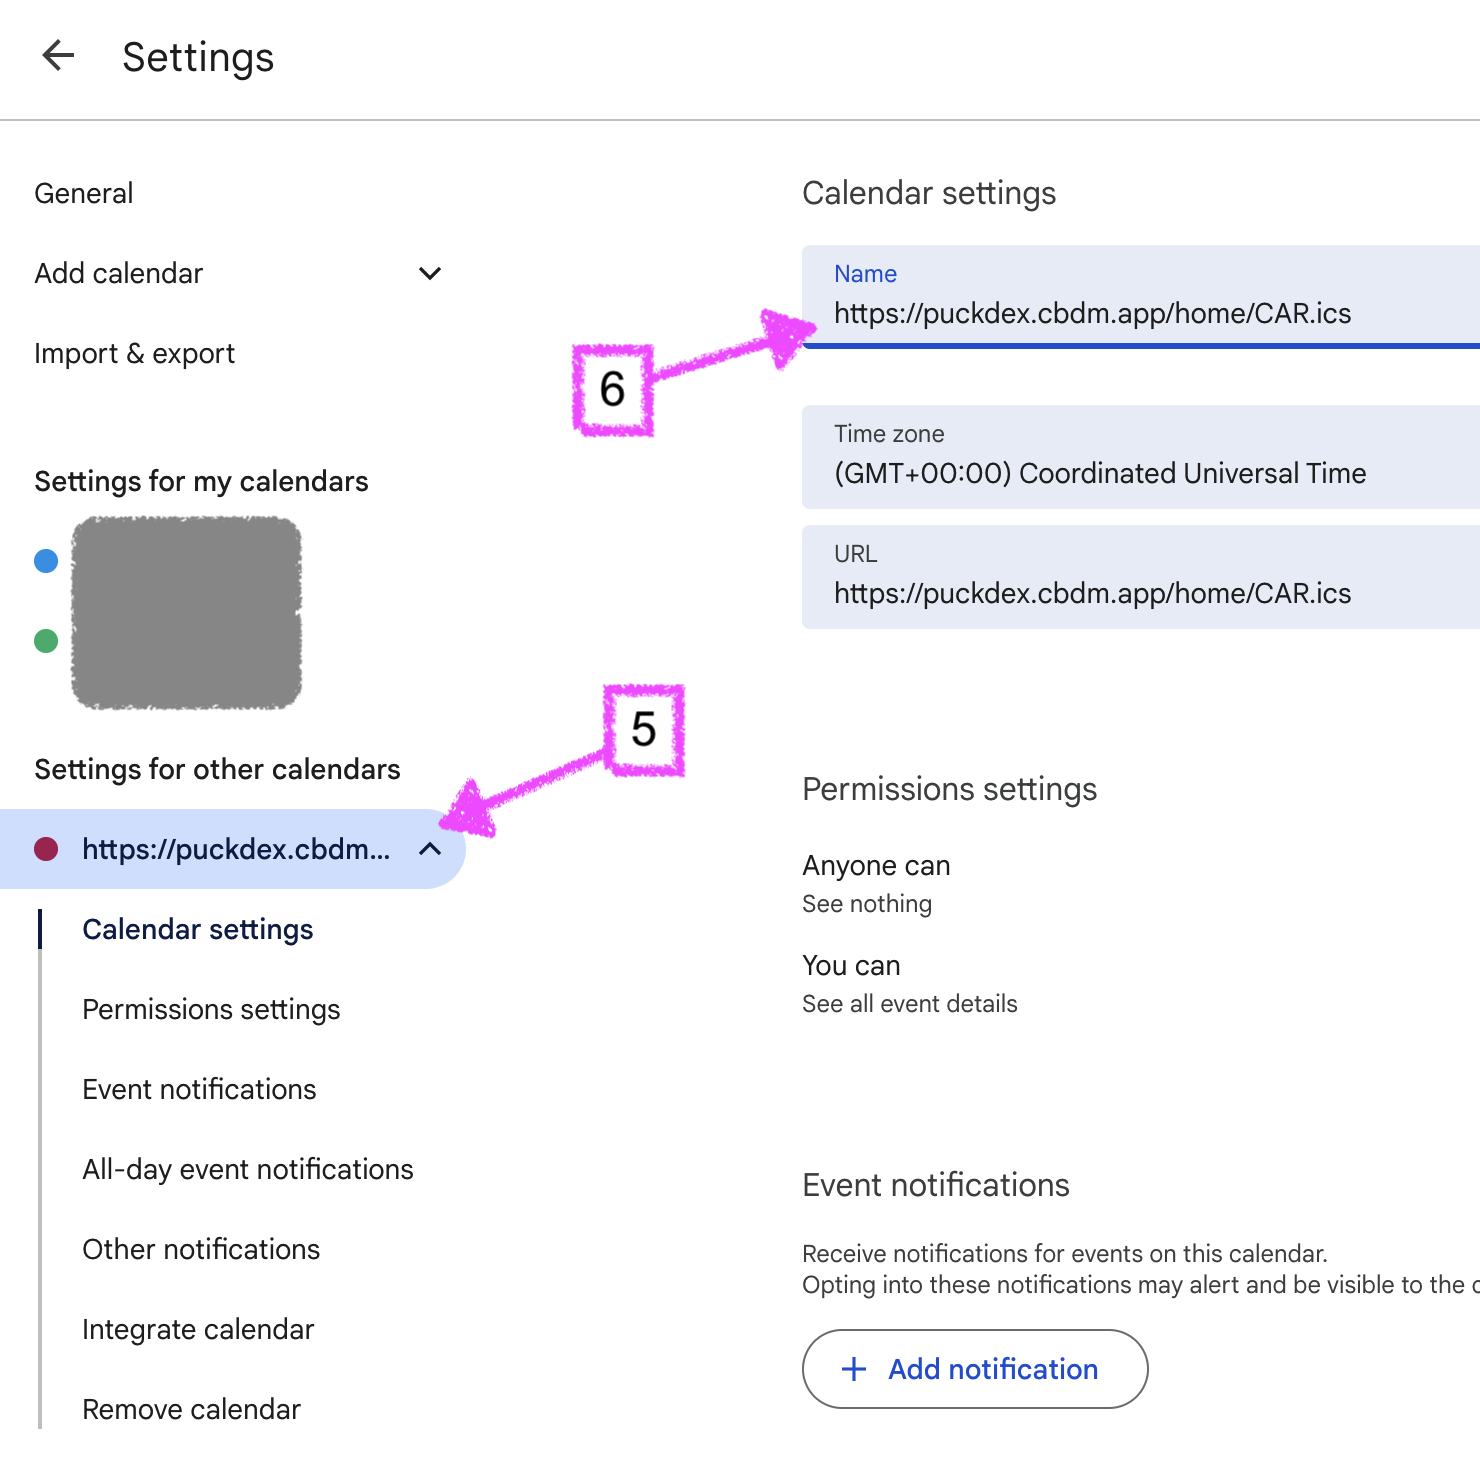 Settings
General
Add calendar
Import & export
Settings for my calendars
Settings for other calendars
https://puckdex.cbdm...
Calendar settings
Permissions settings
Event notifications
All-day event notifications
Other notifications
Integrate calendar
Remove calendar
5
6
Calendar settings
Name
https://puckdex.cbdm.app/home/CAR.ics
Time zone
(GMT+00:00) Coordinated Universal Time
URL
https://puckdex.cbdm.app/home/CAR.ics
Permissions settings
Anyone can
See nothing
You can
See all event details
Event notifications
Receive notifications for events on this calendar.
Opting into these notifications may alert and be visible to the
+ Add notification